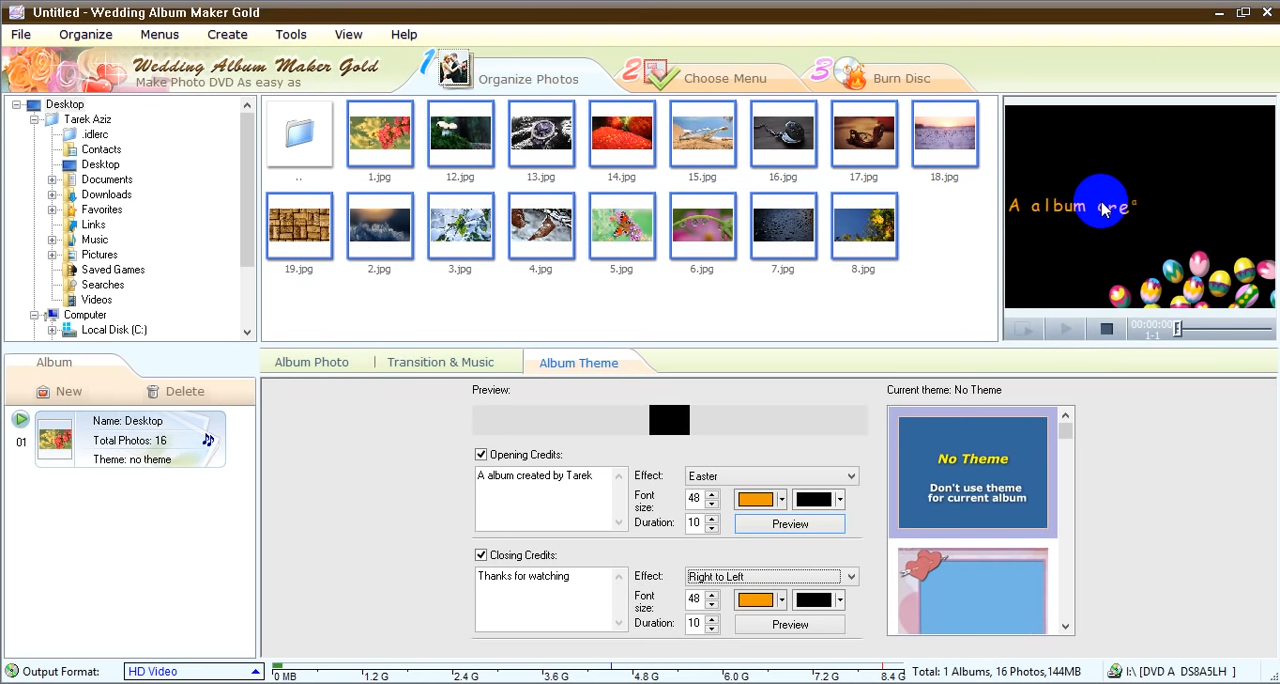 Untitled - Wedding Album Maker Gold
File Organize Menus Create Tools View Help
Wedding Album Maker Gold
Make Photo DVD As easy as
1 Organize Photos
2 Choose Menu
3 Burn Disc
Desktop
Tarek Aziz
.idlerc
Contacts
Desktop
Documents
Downloads
Favorites
Links
Music
Pictures
Saved Games
Searches
Videos
Computer
Local Disk (C:)
.. 1.jpg 12.jpg 13.jpg 14.jpg 15.jpg 16.jpg 17.jpg 18.jpg
19.jpg 2.jpg 3.jpg 4.jpg 5.jpg 6.jpg 7.jpg 8.jpg
A album crea
00:00:00
1-1
Album
New Delete
01
Name: Desktop
Total Photos: 16
Theme: no theme
Album Photo | Transition & Music Album Theme
Preview:
Opening Credits:
A album created by Tarek
Effect: Easter
Font size: 48
Duration: 10 Preview
Closing Credits:
Thanks for watching
Effect: Right to Left
Font size: 48
Duration: 10 Preview
Current theme: No Theme
No Theme
Don't use theme
for current album
Output Format: HD Video
0 MB 1.2 G 2.4 G 3.6 G 4.8 G 6.0 G 7.2 G 8.4 G
Total: 1 Albums, 16 Photos,144MB
I:\ [DVD A DS8A5LH ]